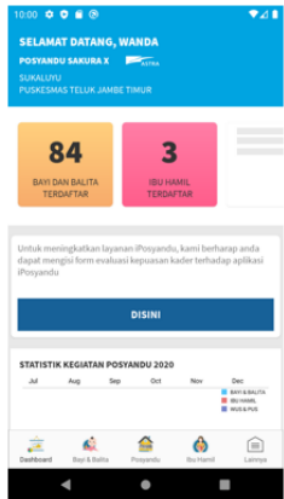 10:00
SELAMAT DATANG, WANDA
POSYANDU SAKURA X ASTRA
SUKALUYU
PUSKESMAS TELUK JAMBE TIMUR
84
BAYI DAN BALITA
TERDAFTAR
3
IBU HAMIL
TERDAFTAR
Untuk meningkatkan layanan iPosyandu, kami berharap anda
dapat mengisi form evaluasi kepuasan kader terhadap aplikasi
iPosyandu
DISINI
STATISTIK KEGIATAN POSYANDU 2020
Jul Aug Sep Oct Nov Dec
BAYI & BALITA
IBU HAMIL
WUS & PUS
Dashboard Bayi & Balita Posyandu Ibu Hamil Lainnya